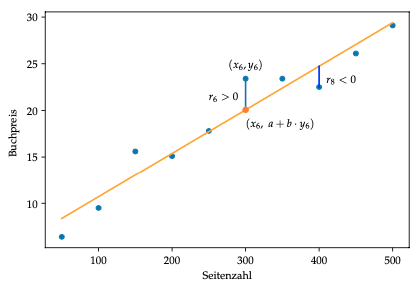 30
25
20
15
10
Buchpreis
(x₆, y₆)
r₆ > 0
r₈ < 0
(x₆, a + b · y₆)
100 200 300 400 500
Seitenzahl